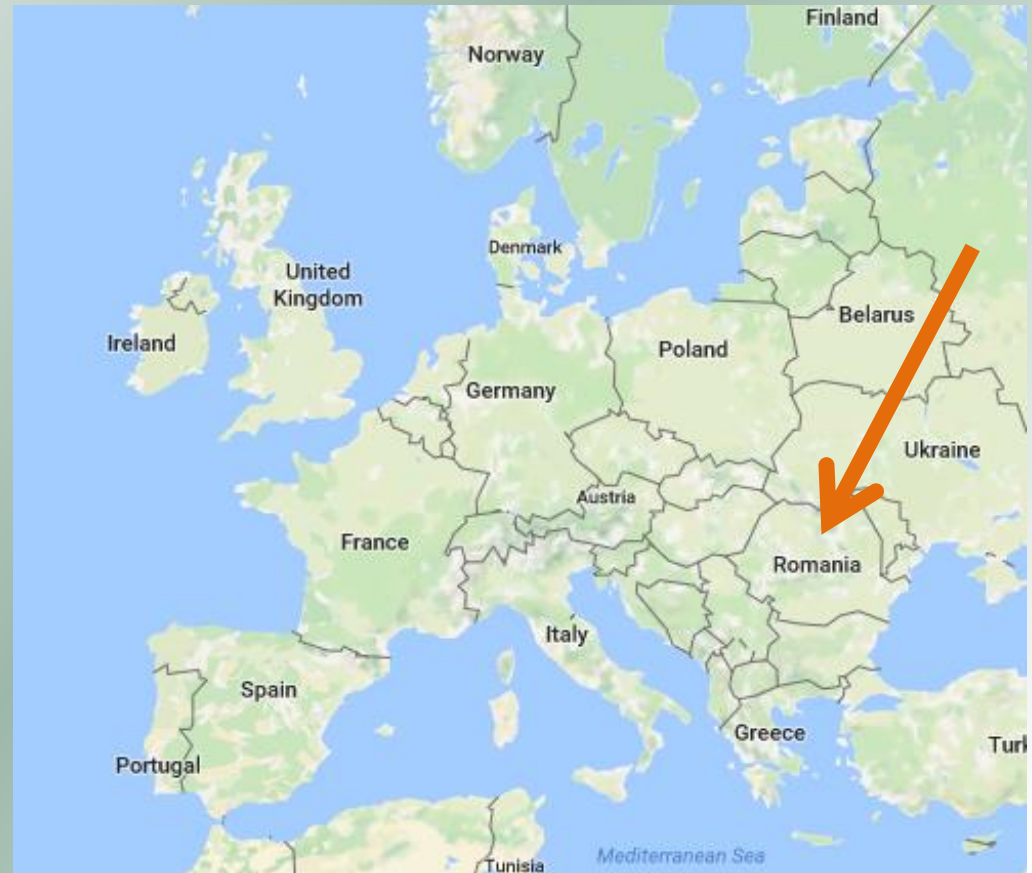 Finland
Norway
Denmark
United
Kingdom
Ireland
Belarus
Poland
Germany
Ukraine
Austria
France
Romania
Italy
Spain
Greece
Portugal
Turk
Mediterranean Sea
Tunisia